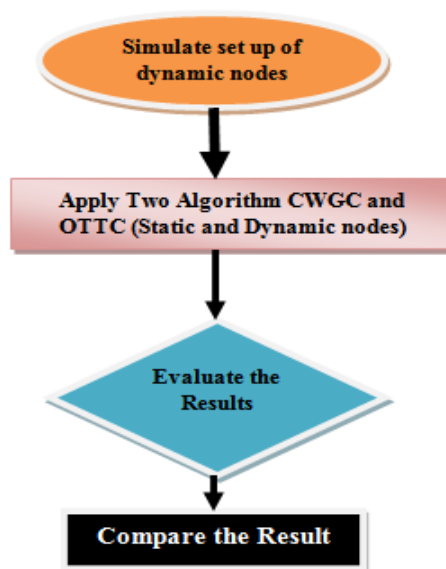 Simulate set up of
dynamic nodes
Apply Two Algorithm CWGC and
OTTC (Static and Dynamic nodes)
Evaluate the
Results
Compare the Result